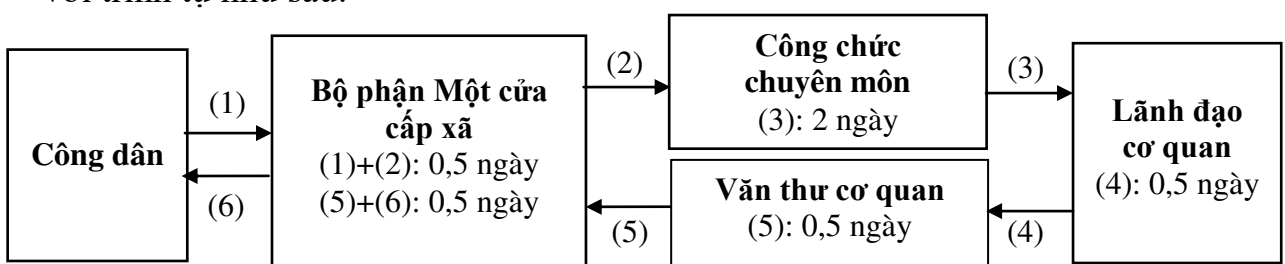 với trình tự như sau:
Công dân
(1)
(6)
Bộ phận Một cửa
cấp xã
(1)+(2): 0,5 ngày
(5)+(6): 0,5 ngày
(2)
(5)
Công chức
chuyên môn
(3): 2 ngày
Văn thư cơ quan
(5): 0,5 ngày
(3)
(4)
Lãnh đạo
cơ quan
(4): 0,5 ngày